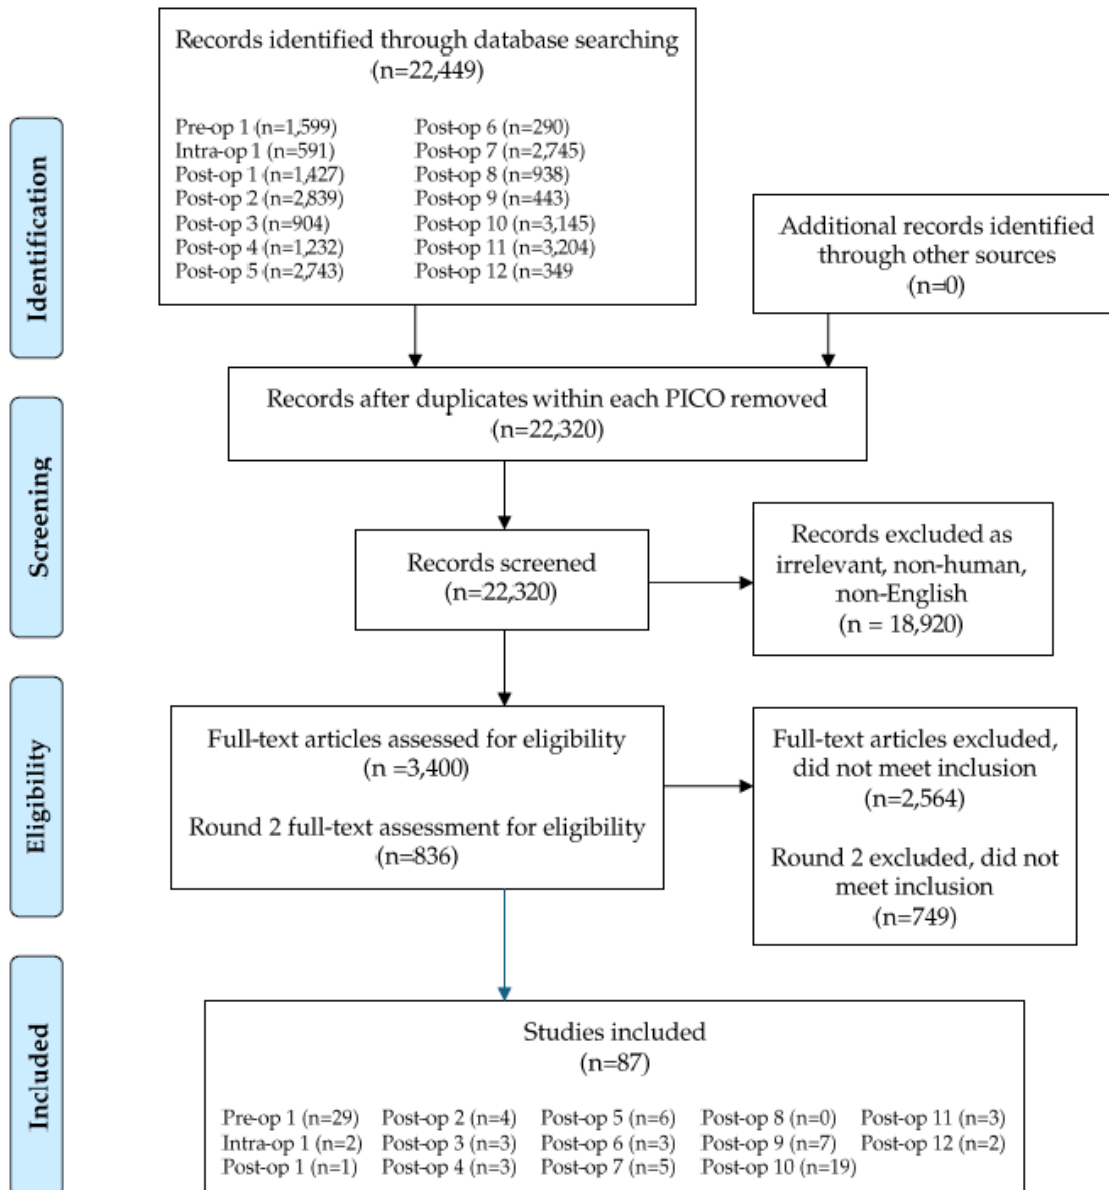 Records identified through database searching
(n=22,449)
Pre-op 1 (n=1,599)
Intra-op 1 (n=591)
Post-op 1 (n=1,427)
Post-op 2 (n=2,839)
Post-op 3 (n=904)
Post-op 4 (n=1,232)
Post-op 5 (n=2,743)
Post-op 6 (n=290)
Post-op 7 (n=2,745)
Post-op 8 (n=938)
Post-op 9 (n=443)
Post-op 10 (n=3,145)
Post-op 11 (n=3,204)
Post-op 12 (n=349
Identification
Additional records identified
through other sources
(n=0)
Records after duplicates within each PICO removed
(n=22,320)
Screening
Records screened
(n=22,320)
Records excluded as
irrelevant, non-human,
non-English
(n = 18,920)
Eligibility
Full-text articles assessed for eligibility
(n =3,400)
Round 2 full-text assessment for eligibility
(n=836)
Full-text articles excluded,
did not meet inclusion
(n=2,564)
Round 2 excluded, did not
meet inclusion
(n=749)
Included
Studies included
(n=87)
Pre-op 1 (n=29) Post-op 2 (n=4) Post-op 5 (n=6) Post-op 8 (n=0) Post-op 11 (n=3)
Intra-op 1 (n=2) Post-op 3 (n=3) Post-op 6 (n=3) Post-op 9 (n=7) Post-op 12 (n=2)
Post-op 1 (n=1) Post-op 4 (n=3) Post-op 7 (n=5) Post-op 10 (n=19)